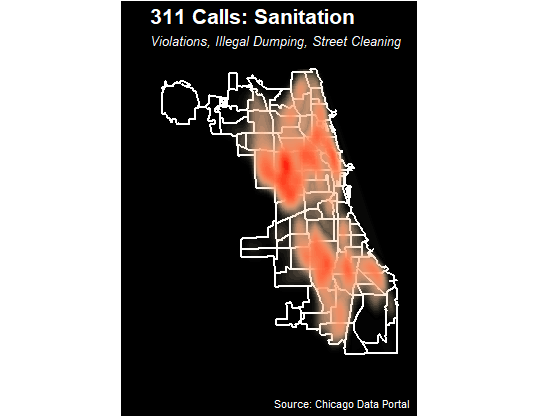 311 Calls: Sanitation
Violations, Illegal Dumping, Street Cleaning
Source: Chicago Data Portal